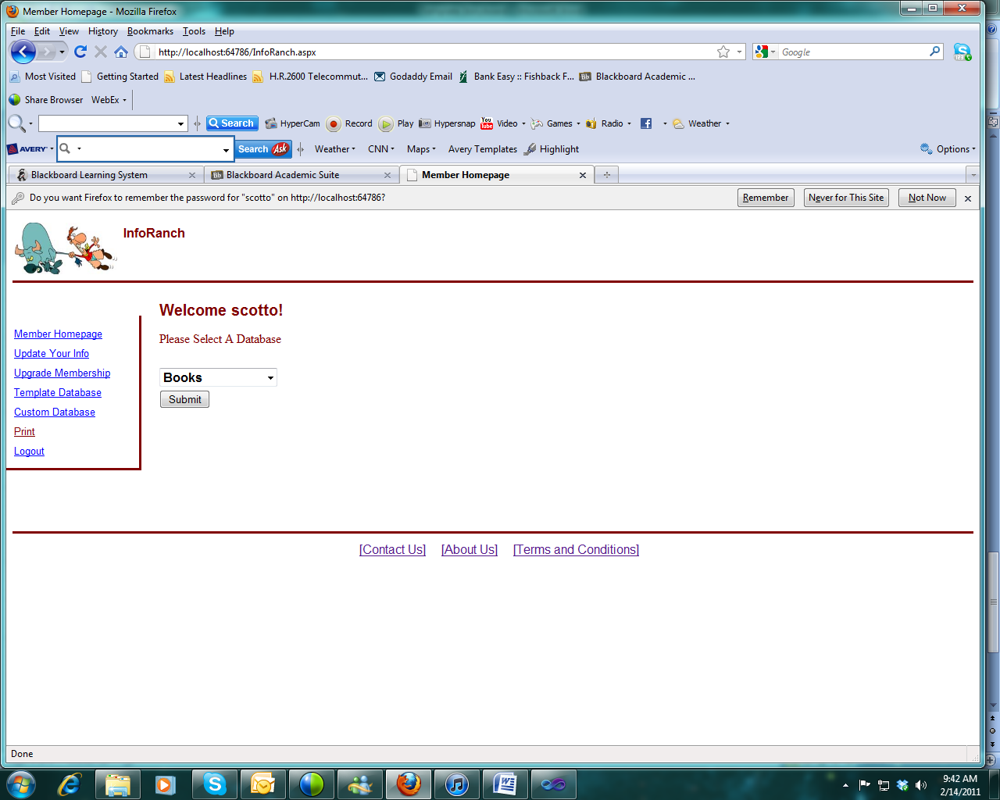 Member Homepage - Mozilla Firefox
File Edit View History Bookmarks Tools Help
http://localhost:64786/InfoRanch.aspx Google
Most Visited Getting Started Latest Headlines H.R.2600 Telecommut... Godaddy Email Bank Easy :: Fishback F... Bb Blackboard Academic ...
Share Browser WebEx
Search HyperCam Record Play Hypersnap You Tube Video Games Radio Weather
AVERY Search Ask Weather CNN Maps Avery Templates Highlight Options
Blackboard Learning System Bb Blackboard Academic Suite Member Homepage
Do you want Firefox to remember the password for "scotto" on http://localhost:64786? Remember Never for This Site Not Now
InfoRanch
Welcome scotto!
Please Select A Database
Books
Submit
Member Homepage
Update Your Info
Upgrade Membership
Template Database
Custom Database
Print
Logout
[Contact Us] [About Us] [Terms and Conditions]
Done
9:42 AM
2/14/2011